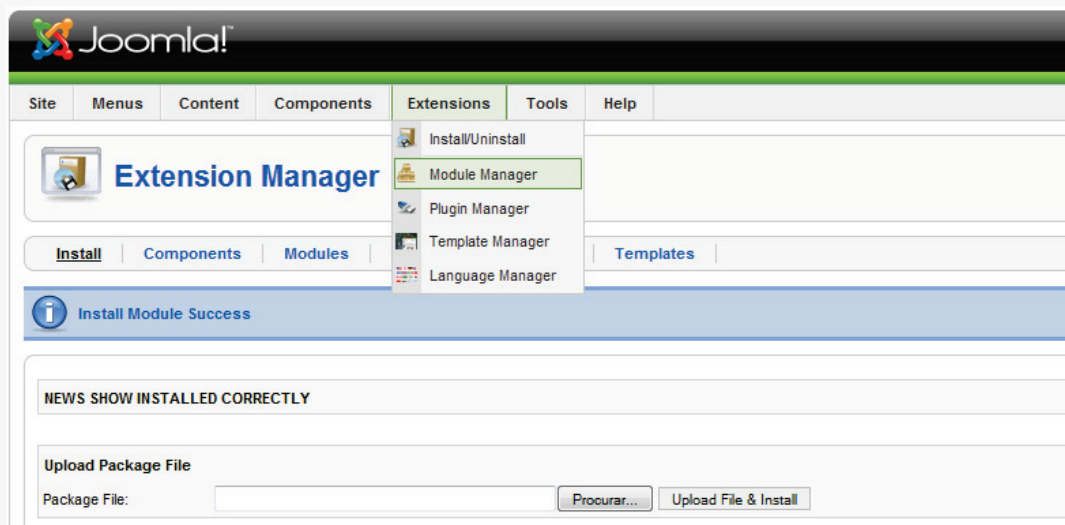 Joomla!™
Site Menus Content Components Extensions Tools Help
Install/Uninstall
Extension Manager
Module Manager
Plugin Manager
Template Manager
Language Manager
Install Components Modules Templates
Install Module Success
NEWS SHOW INSTALLED CORRECTLY
Upload Package File
Package File: Procurar... Upload File & Install